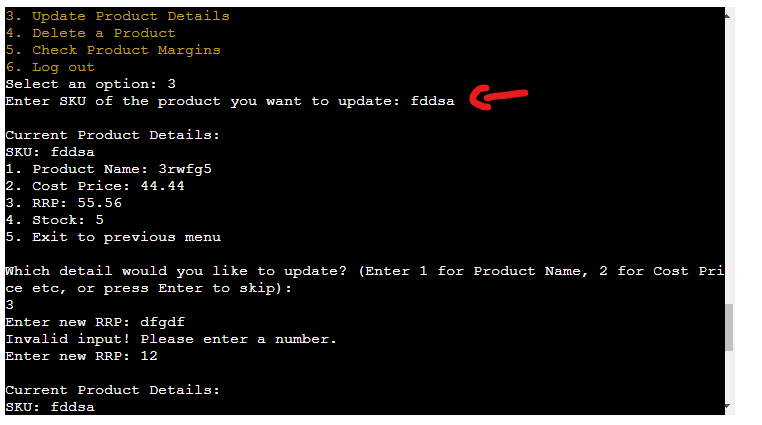 3. Update Product Details
4. Delete a Product
5. Check Product Margins
6. Log out
Select an option: 3
Enter SKU of the product you want to update: fddsa
Current Product Details:
SKU: fddsa
1. Product Name: 3rwfg5
2. Cost Price: 44.44
3. RRP: 55.56
4. Stock: 5
5. Exit to previous menu
Which detail would you like to update? (Enter 1 for Product Name, 2 for Cost Pri
ce etc, or press Enter to skip):
3
Enter new RRP: dfgdf
Invalid input! Please enter a number.
Enter new RRP: 12
Current Product Details:
SKU: fddsa